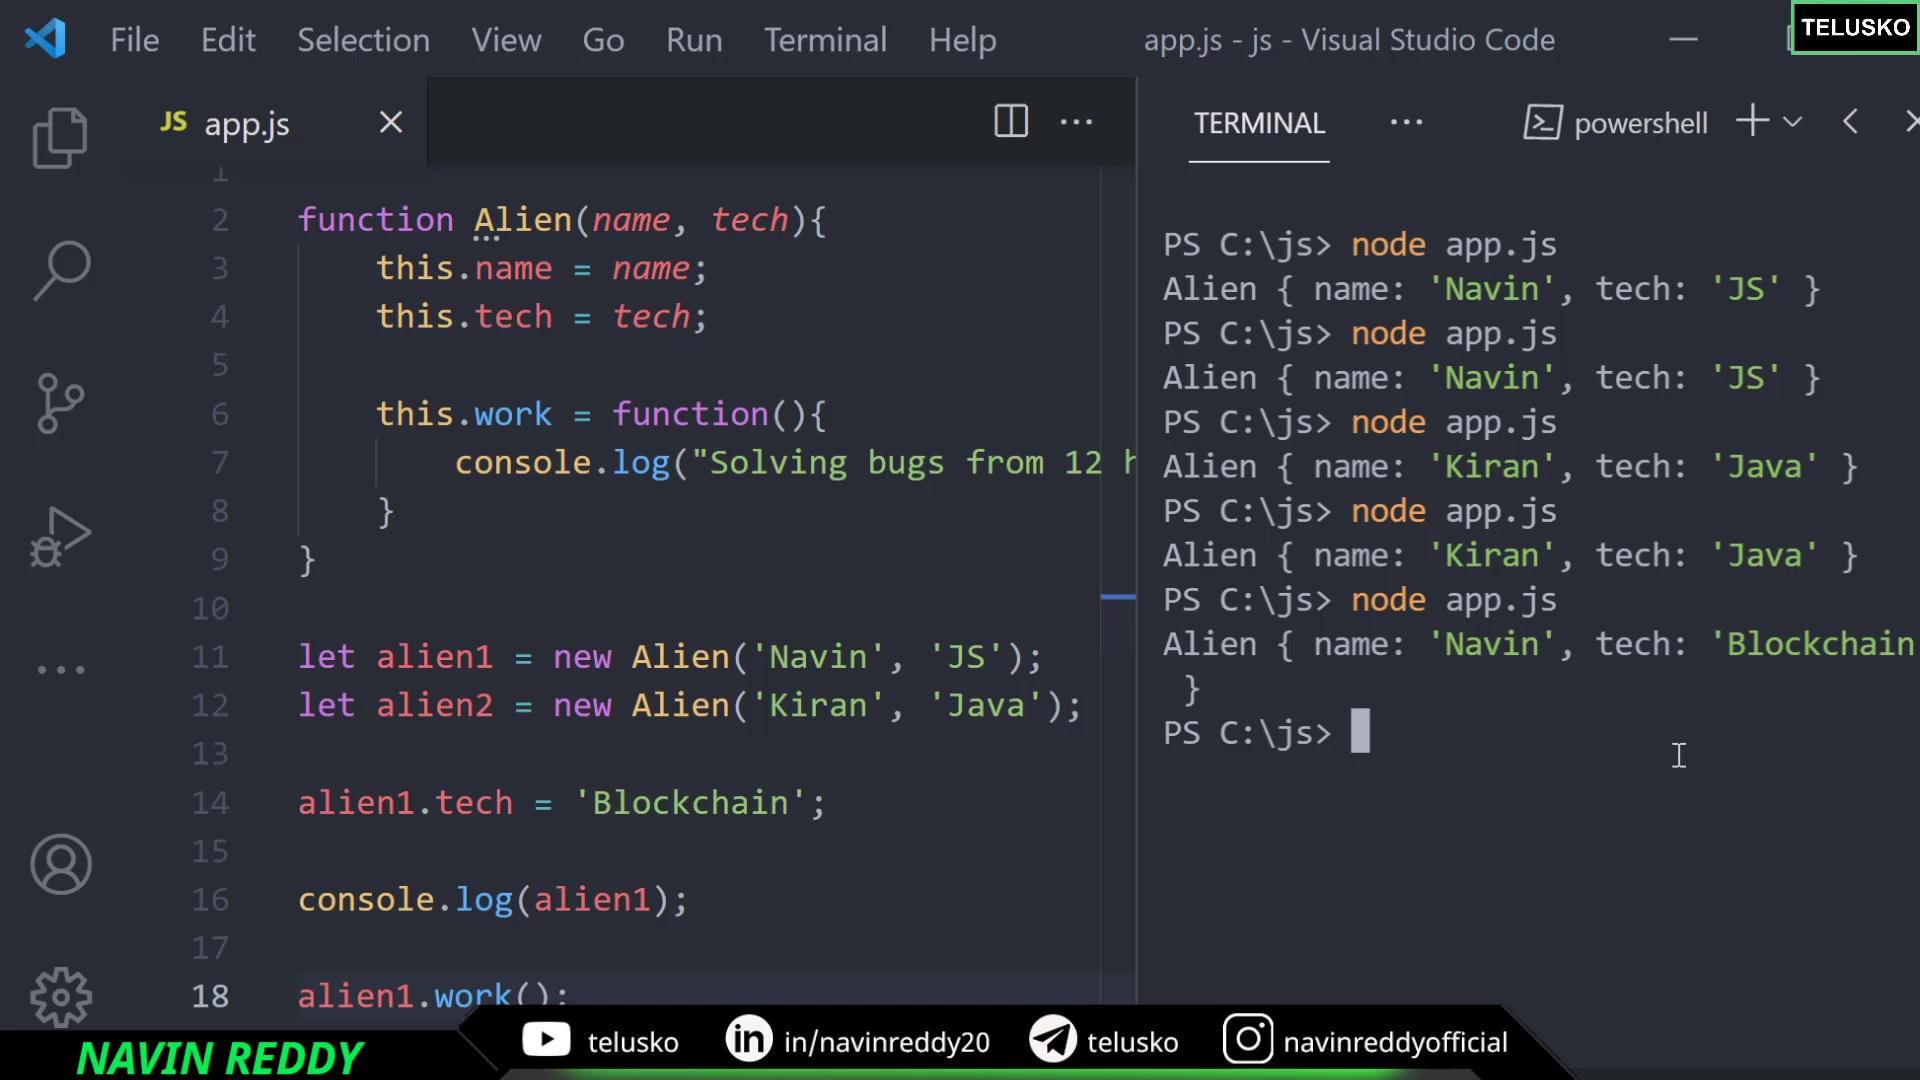 File Edit Selection View Go Run Terminal Help app.js - js - Visual Studio Code TELUSKO
JS app.js
TERMINAL powershell
1
2 function Alien(name, tech){
3 this.name = name;
4 this.tech = tech;
5
6 this.work = function(){
7 console.log("Solving bugs from 12 h
8 }
9 }
10
11 let alien1 = new Alien('Navin', 'JS');
12 let alien2 = new Alien('Kiran', 'Java');
13
14 alien1.tech = 'Blockchain';
15
16 console.log(alien1);
17
18 alien1.work();
PS C:\js> node app.js
Alien { name: 'Navin', tech: 'JS' }
PS C:\js> node app.js
Alien { name: 'Navin', tech: 'JS' }
PS C:\js> node app.js
Alien { name: 'Kiran', tech: 'Java' }
PS C:\js> node app.js
Alien { name: 'Kiran', tech: 'Java' }
PS C:\js> node app.js
Alien { name: 'Navin', tech: 'Blockchain
}
PS C:\js>
NAVIN REDDY telusko in in/navinreddy20 telusko navinreddyofficial